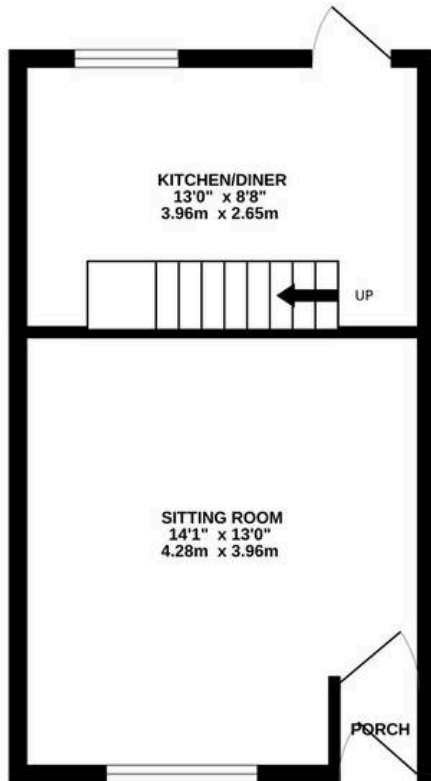 KITCHEN/DINER
13'0" x 8'8"
3.96m x 2.65m
UP
SITTING ROOM
14'1" x 13'0"
4.28m x 3.96m
PORCH